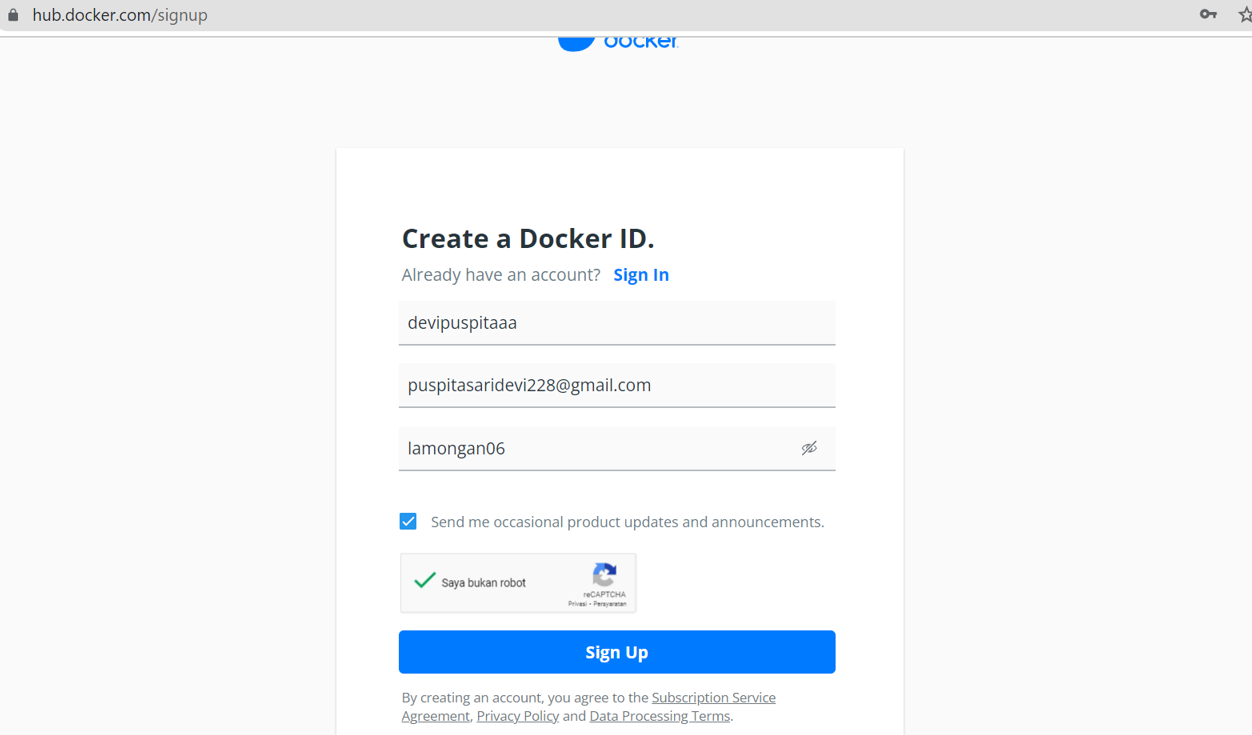 hub.docker.com/signup
docker
Create a Docker ID.
Already have an account? Sign In
devipuspitaaa
puspitasaridevi228@gmail.com
lamongan06
Send me occasional product updates and announcements.
Saya bukan robot
reCAPTCHA
Privasi - Persyaratan
Sign Up
By creating an account, you agree to the Subscription Service
Agreement, Privacy Policy and Data Processing Terms.